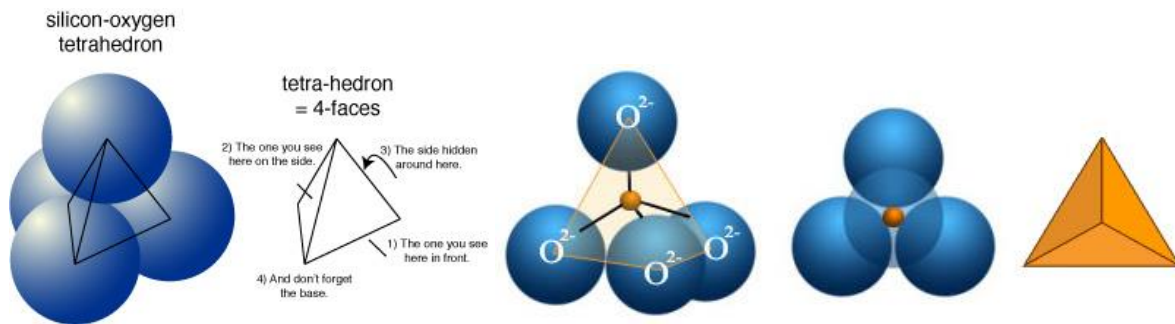 silicon-oxygen
tetrahedron
tetra-hedron
= 4-faces
2) The one you see
here on the side.
3) The side hidden
around here.
1) The one you see
here in front.
4) And don't forget
the base.
O²⁻
O²⁻
O²⁻
O²⁻